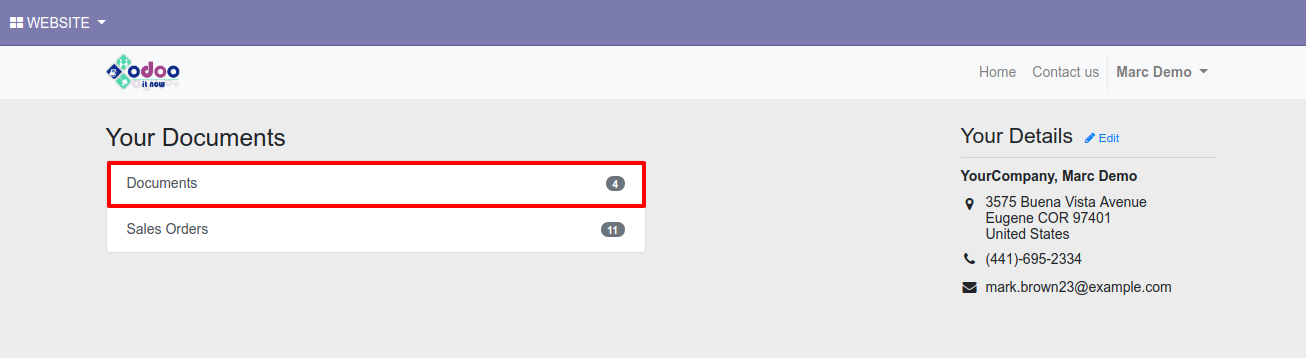 WEBSITE
odoo
it now
Home Contact us Marc Demo
Your Documents
Documents 4
Sales Orders 11
Your Details Edit
YourCompany, Marc Demo
3575 Buena Vista Avenue
Eugene COR 97401
United States
(441)-695-2334
mark.brown23@example.com